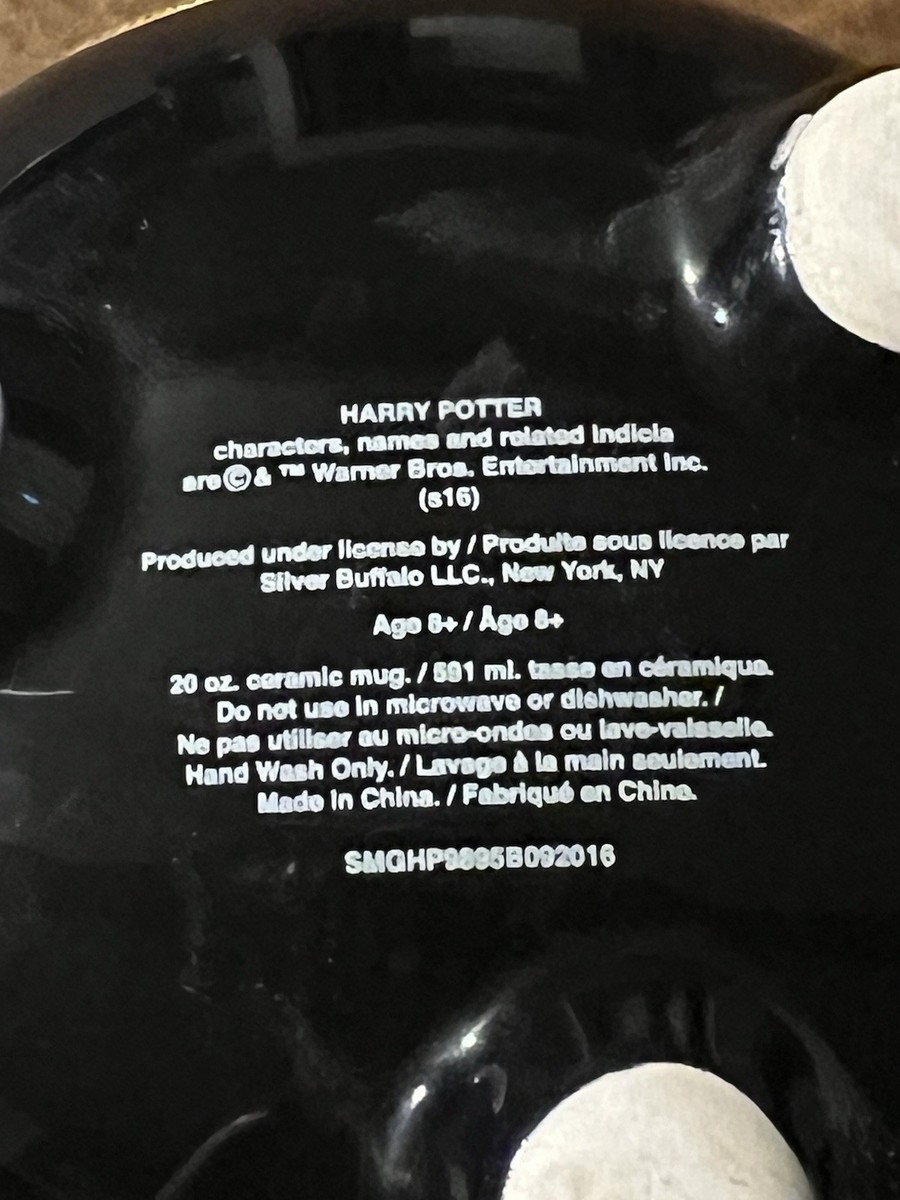 HARRY POTTER
characters, names and related indicia
are © & ™ Warner Bros. Entertainment Inc.
(s16)
Produced under license by / Produits sous licence par
Silver Buffalo LLC., New York, NY
Age 8+ / Âge 8+
20 oz. ceramic mug. / 591 ml. tasse en céramique.
Do not use in microwave or dishwasher. /
Ne pas utiliser au micro-ondes ou lave-vaisselle.
Hand Wash Only. / Lavage à la main seulement.
Made in China. / Fabriqué en Chine.